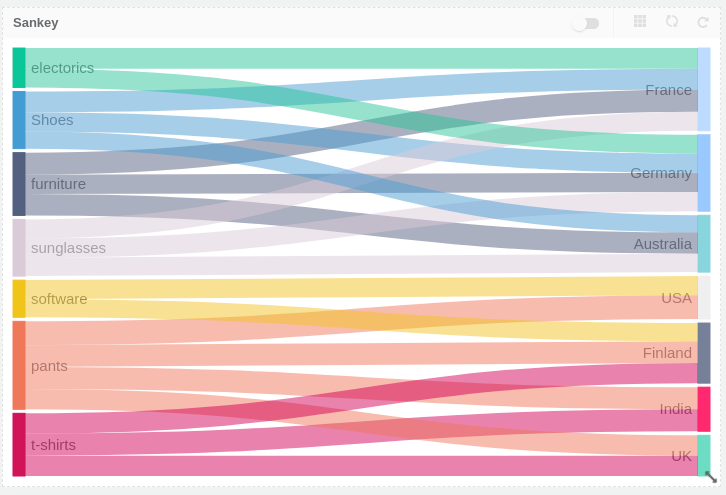 Sankey
electorics
Shoes
furniture
sunglasses
software
pants
t-shirts
France
Germany
Australia
USA
Finland
India
UK